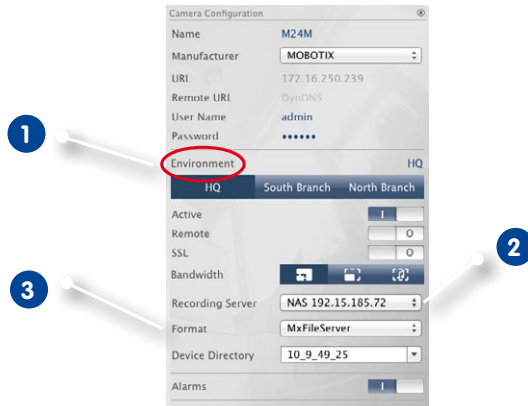 Camera Configuration
Name M24M
Manufacturer MOBOTIX
URL 172.16.250.239
Remote URL DynDNS
User Name admin
Password ••••••
1
Environment HQ
HQ South Branch North Branch
Active I
Remote O
SSL O
2
Bandwidth
3
Recording Server NAS 192.15.185.72
Format MxFileServer
Device Directory 10_9_49_25
Alarms I